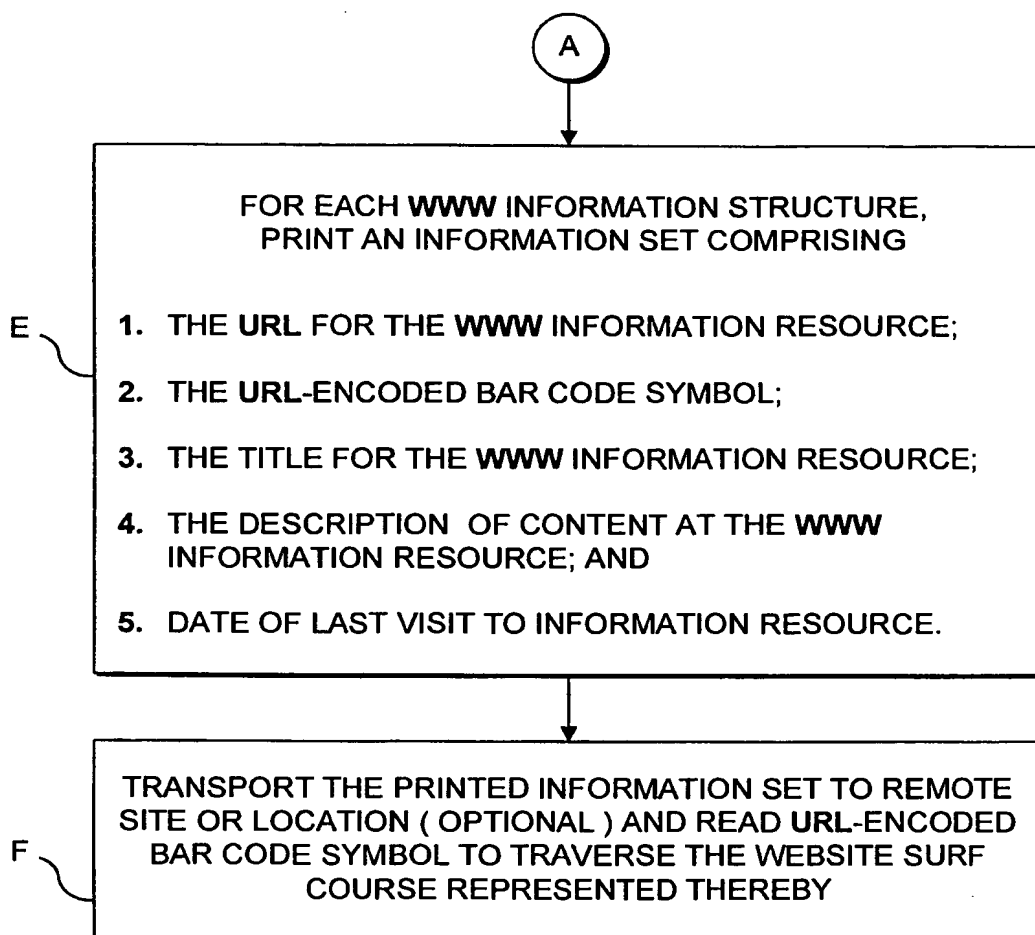 A
FOR EACH WWW INFORMATION STRUCTURE,
PRINT AN INFORMATION SET COMPRISING
E
1. THE URL FOR THE WWW INFORMATION RESOURCE;
2. THE URL-ENCODED BAR CODE SYMBOL;
3. THE TITLE FOR THE WWW INFORMATION RESOURCE;
4. THE DESCRIPTION OF CONTENT AT THE WWW
INFORMATION RESOURCE; AND
5. DATE OF LAST VISIT TO INFORMATION RESOURCE.
TRANSPORT THE PRINTED INFORMATION SET TO REMOTE
SITE OR LOCATION ( OPTIONAL ) AND READ URL-ENCODED
F
BAR CODE SYMBOL TO TRAVERSE THE WEBSITE SURF
COURSE REPRESENTED THEREBY